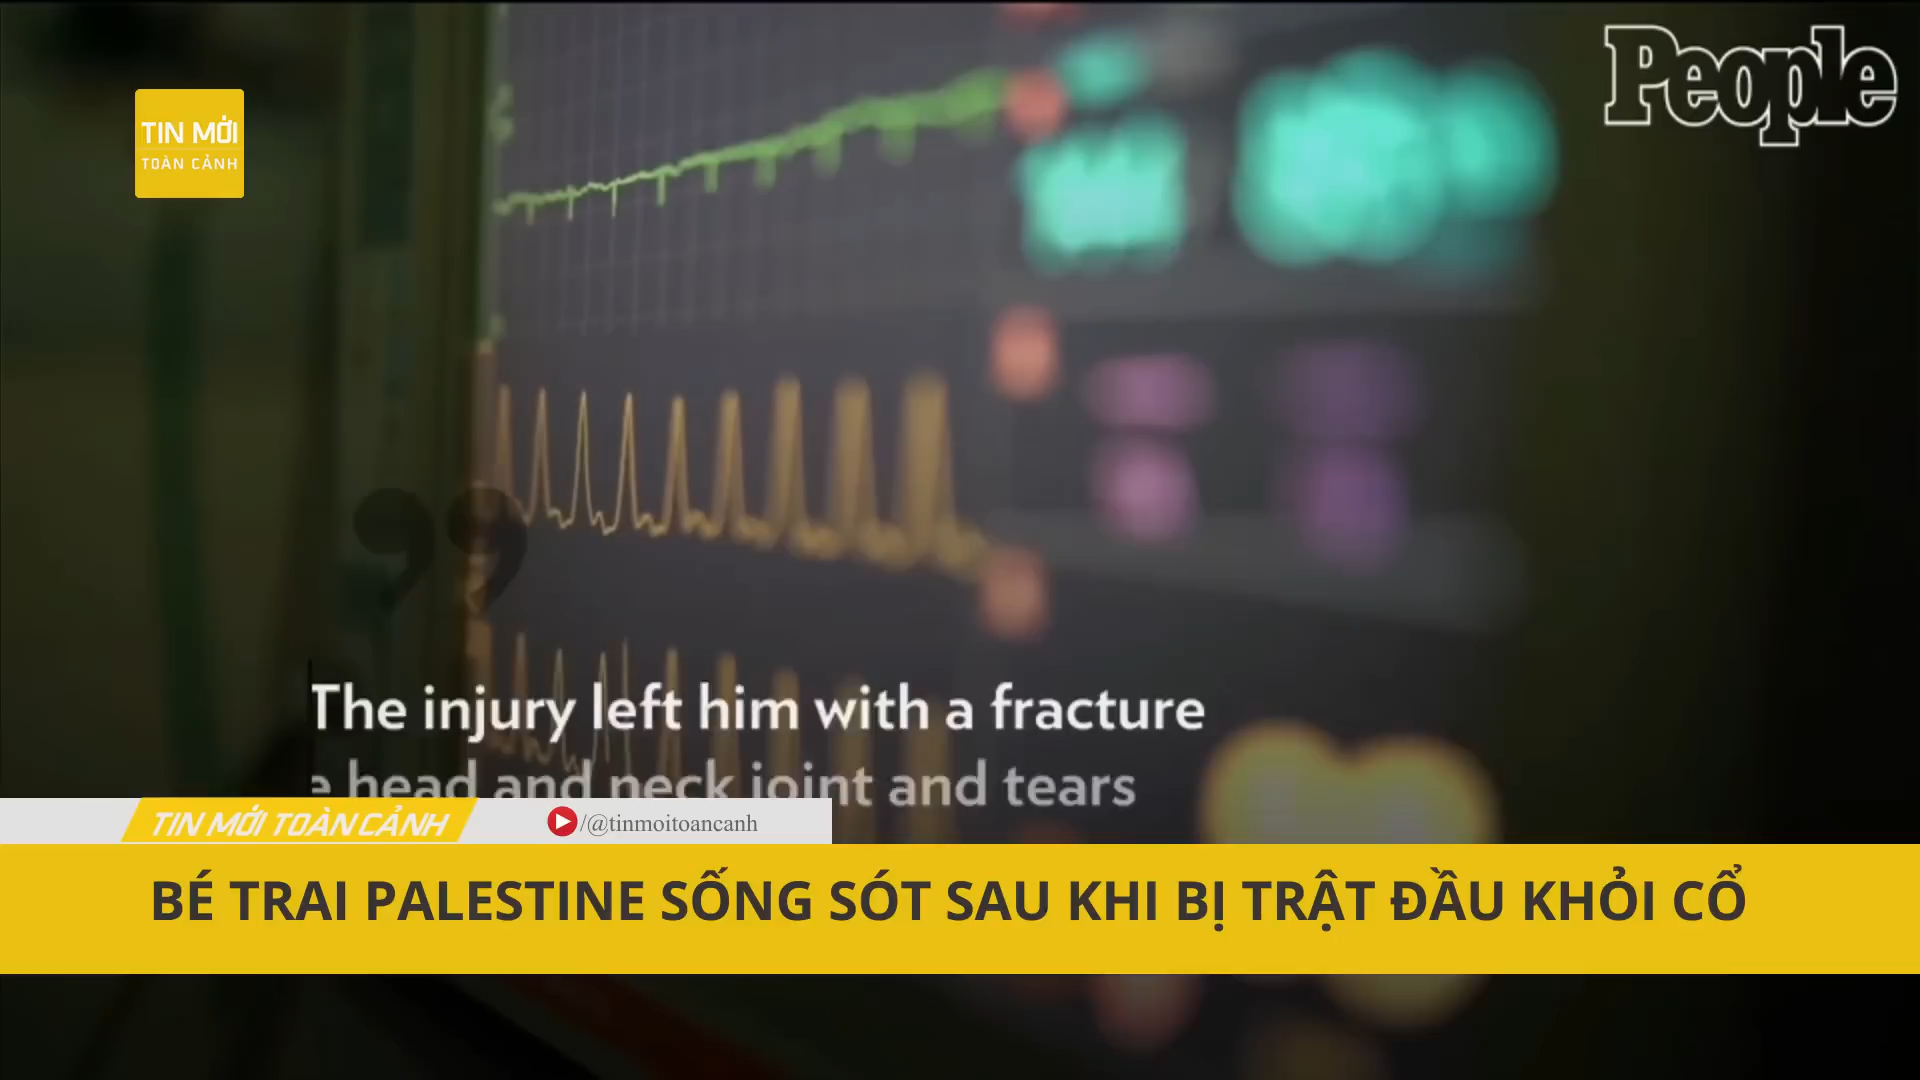 People
TIN MỚI
TOÀN CẢNH
”
The injury left him with a fracture
head and neck joint and tears
TIN MỚI TOÀN CẢNH
/@tinmoitoancanh
BÉ TRAI PALESTINE SỐNG SÓT SAU KHI BỊ TRẬT ĐẦU KHỎI CỔ